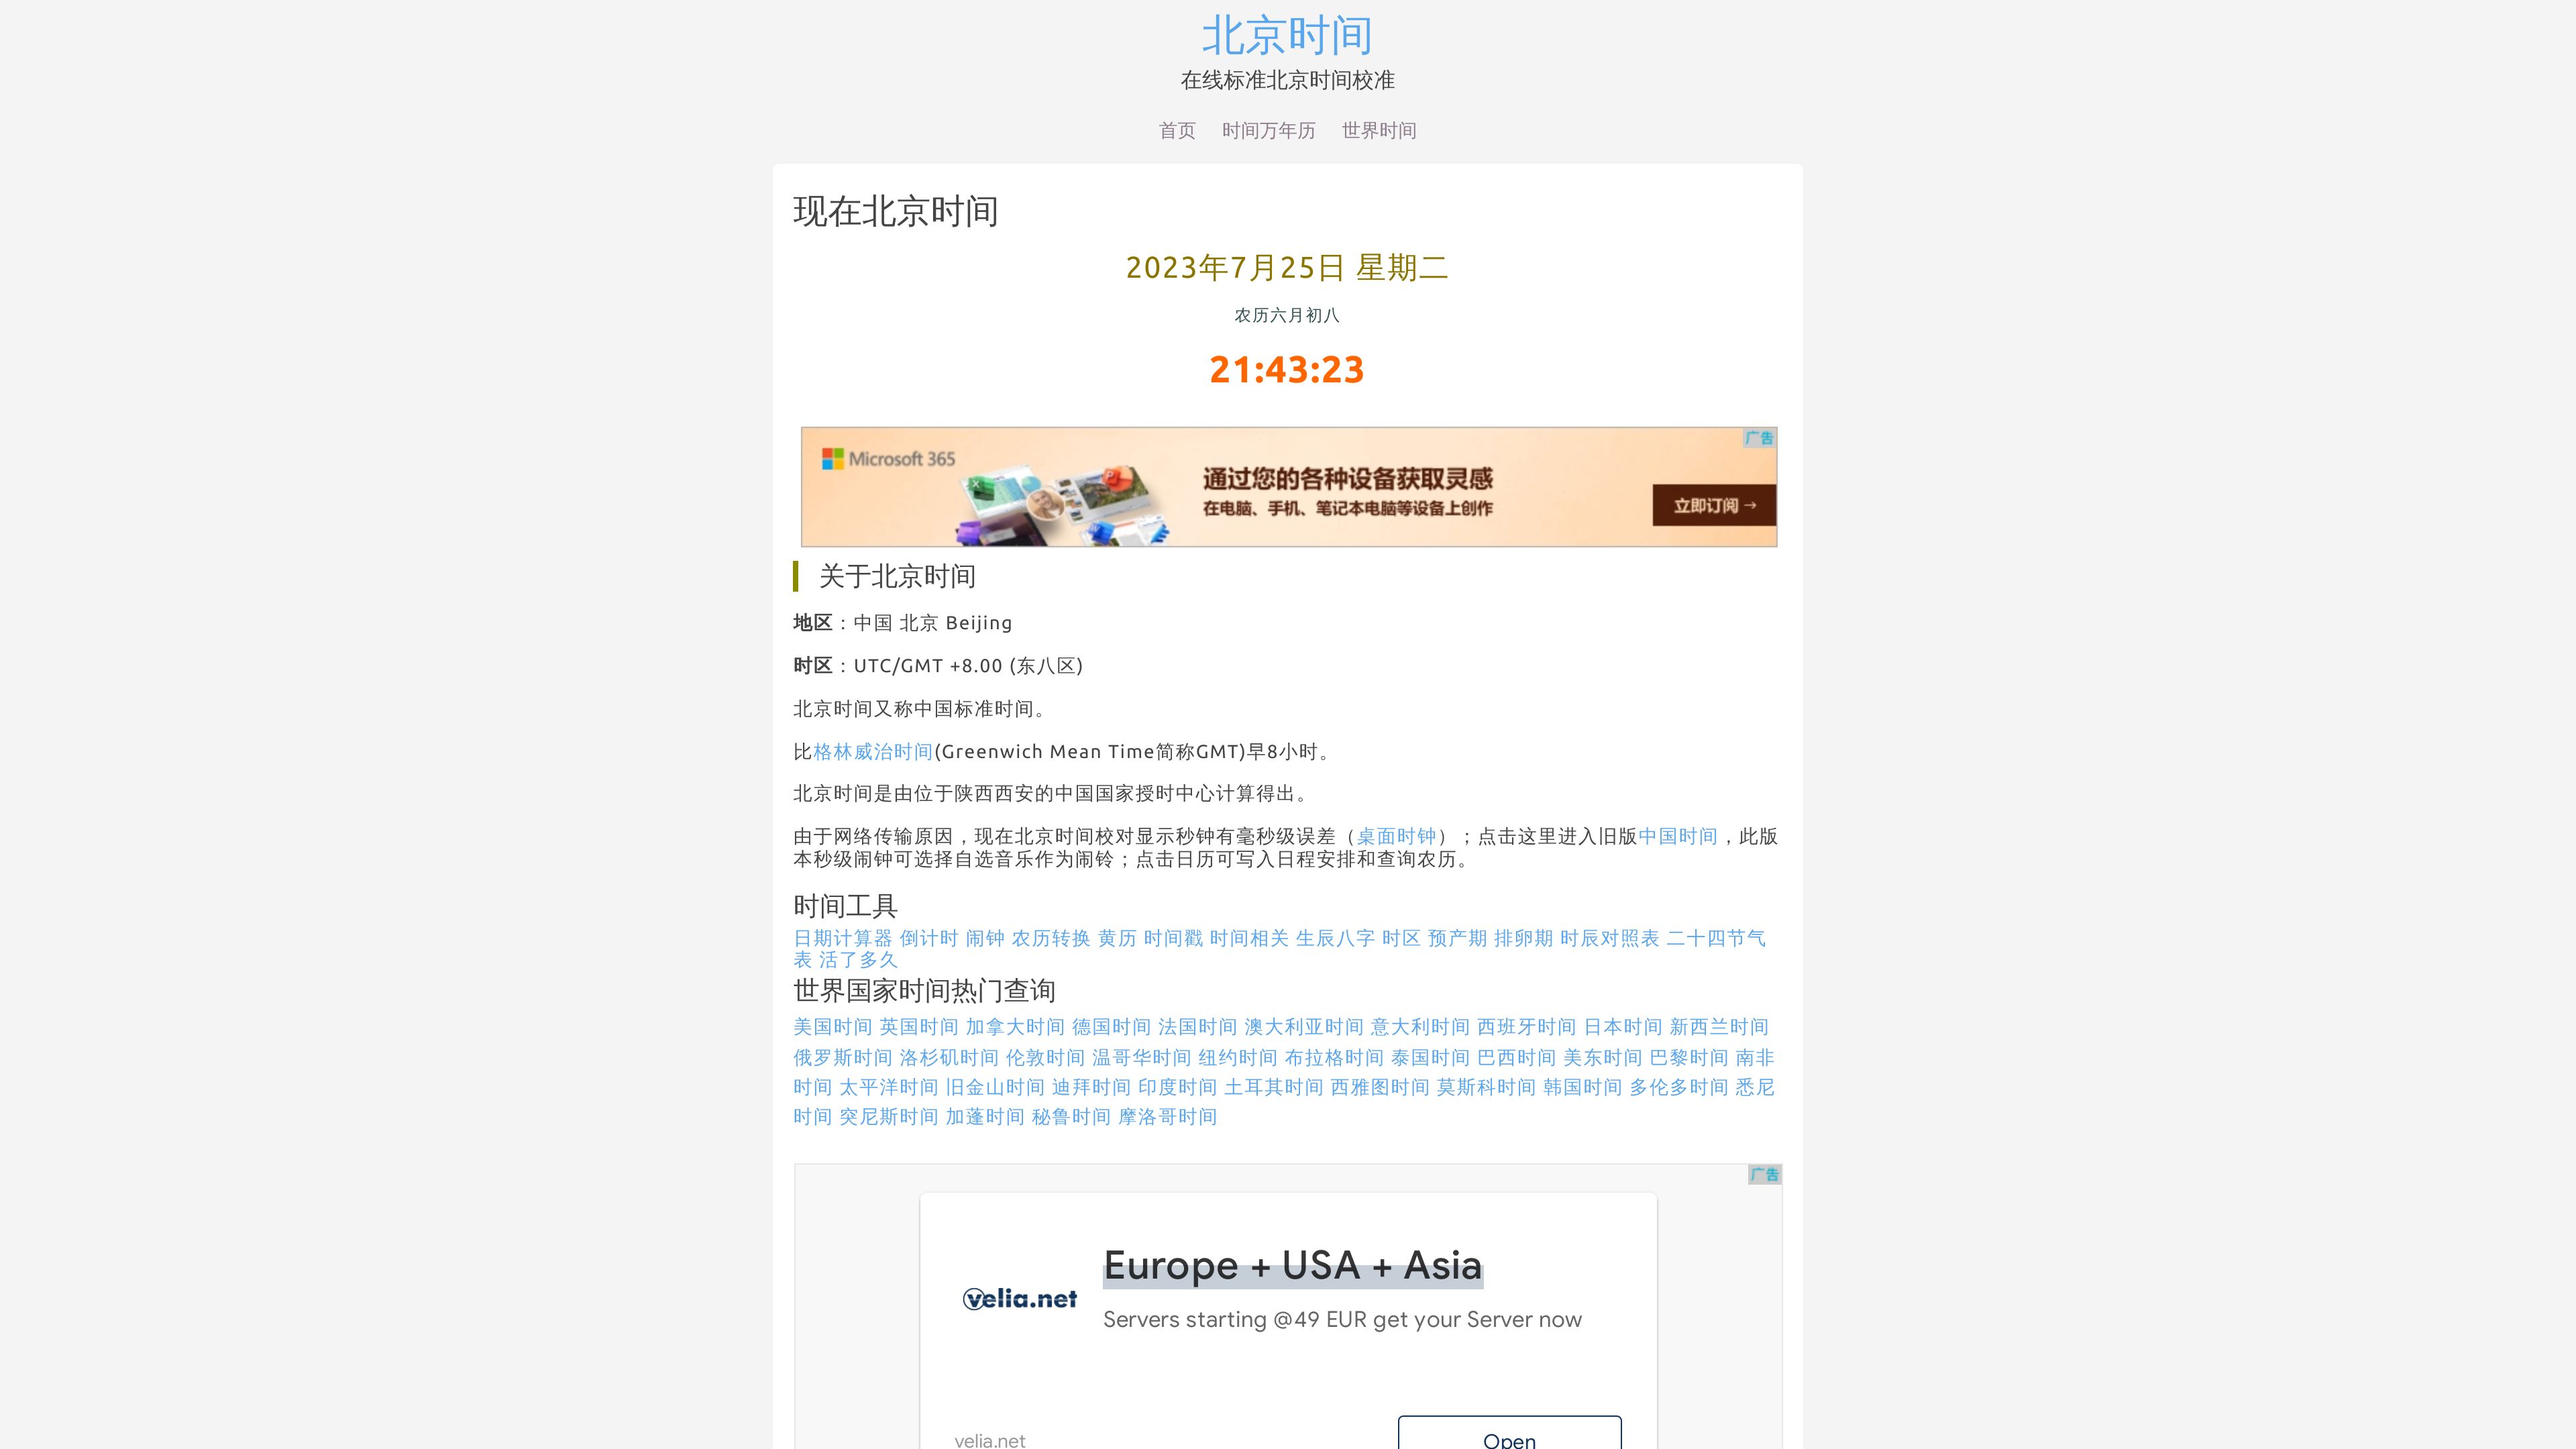 北京时间
在线标准北京时间校准
首页 时间万年历 世界时间
现在北京时间
2023年7月25日 星期二
农历六月初八
21:43:23
广告
Microsoft 365
通过您的各种设备获取灵感
在电脑、手机、笔记本电脑等设备上创作
立即订阅 →
关于北京时间
地区：中国 北京 Beijing
时区：UTC/GMT +8.00 (东八区)
北京时间又称中国标准时间。
比格林威治时间(Greenwich Mean Time简称GMT)早8小时。
北京时间是由位于陕西西安的中国国家授时中心计算得出。
由于网络传输原因，现在北京时间校对显示秒钟有毫秒级误差（桌面时钟）；点击这里进入旧版中国时间，此版
本秒级闹钟可选择自选音乐作为闹铃；点击日历可写入日程安排和查询农历。
时间工具
日期计算器 倒计时 闹钟 农历转换 黄历 时间戳 时间相关 生辰八字 时区 预产期 排卵期 时辰对照表 二十四节气
表 活了多久
世界国家时间热门查询
美国时间 英国时间 加拿大时间 德国时间 法国时间 澳大利亚时间 意大利时间 西班牙时间 日本时间 新西兰时间
俄罗斯时间 洛杉矶时间 伦敦时间 温哥华时间 纽约时间 布拉格时间 泰国时间 巴西时间 美东时间 巴黎时间 南非
时间 太平洋时间 旧金山时间 迪拜时间 印度时间 土耳其时间 西雅图时间 莫斯科时间 韩国时间 多伦多时间 悉尼
时间 突尼斯时间 加蓬时间 秘鲁时间 摩洛哥时间
广告
Europe + USA + Asia
velia.net
Servers starting @49 EUR get your Server now
velia.net
Open